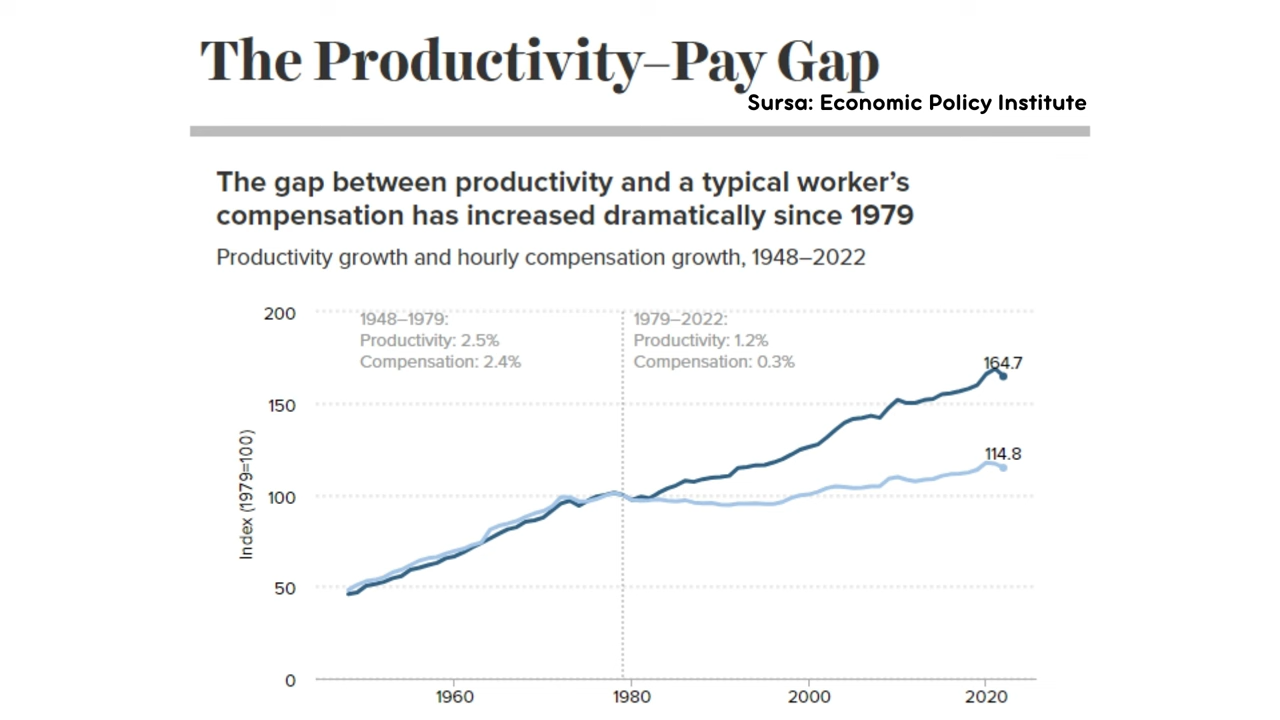 The Productivity–Pay Gap
Sursa: Economic Policy Institute
The gap between productivity and a typical worker’s
compensation has increased dramatically since 1979
Productivity growth and hourly compensation growth, 1948–2022
200
1948–1979:
Productivity: 2.5%
Compensation: 2.4%
1979–2022:
Productivity: 1.2%
Compensation: 0.3%
164.7
150
114.8
100
Index (1979=100)
50
0
1960
1980
2000
2020